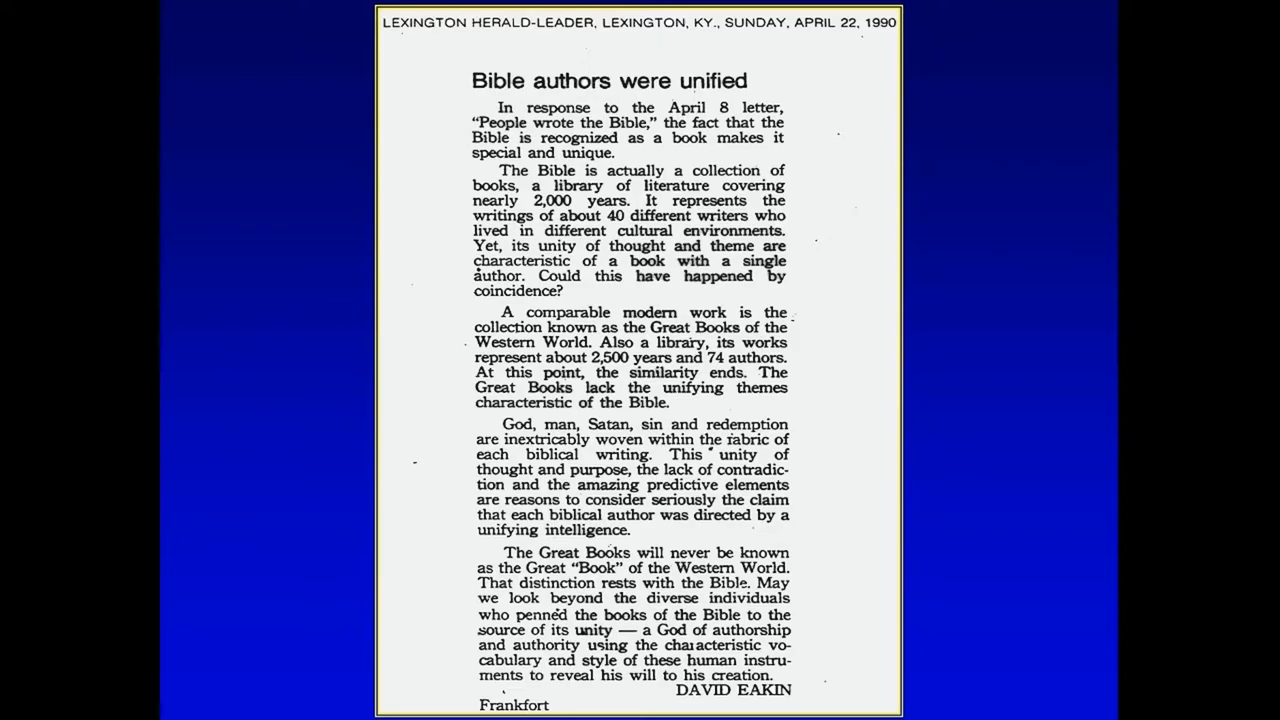 LEXINGTON HERALD-LEADER, LEXINGTON, KY., SUNDAY, APRIL 22, 1990
Bible authors were unified
In response to the April 8 letter,
“People wrote the Bible,” the fact that the
Bible is recognized as a book makes it
special and unique.
The Bible is actually a collection of
books, a library of literature covering
nearly 2,000 years. It represents the
writings of about 40 different writers who
lived in different cultural environments.
Yet, its unity of thought and theme are
characteristic of a book with a single
author. Could this have happened by
coincidence?
A comparable modern work is the
collection known as the Great Books of the
Western World. Also a library, its works
represent about 2,500 years and 74 authors.
At this point, the similarity ends. The
Great Books lack the unifying themes
characteristic of the Bible.
God, man, Satan, sin and redemption
are inextricably woven within the fabric of
each biblical writing. This unity of
thought and purpose, the lack of contradic-
tion and the amazing predictive elements
are reasons to consider seriously the claim
that each biblical author was directed by a
unifying intelligence.
The Great Books will never be known
as the Great “Book” of the Western World.
That distinction rests with the Bible. May
we look beyond the diverse individuals
who penned the books of the Bible to the
source of its unity — a God of authorship
and authority using the characteristic vo-
cabulary and style of these human instru-
ments to reveal his will to his creation.
DAVID EAKIN
Frankfort